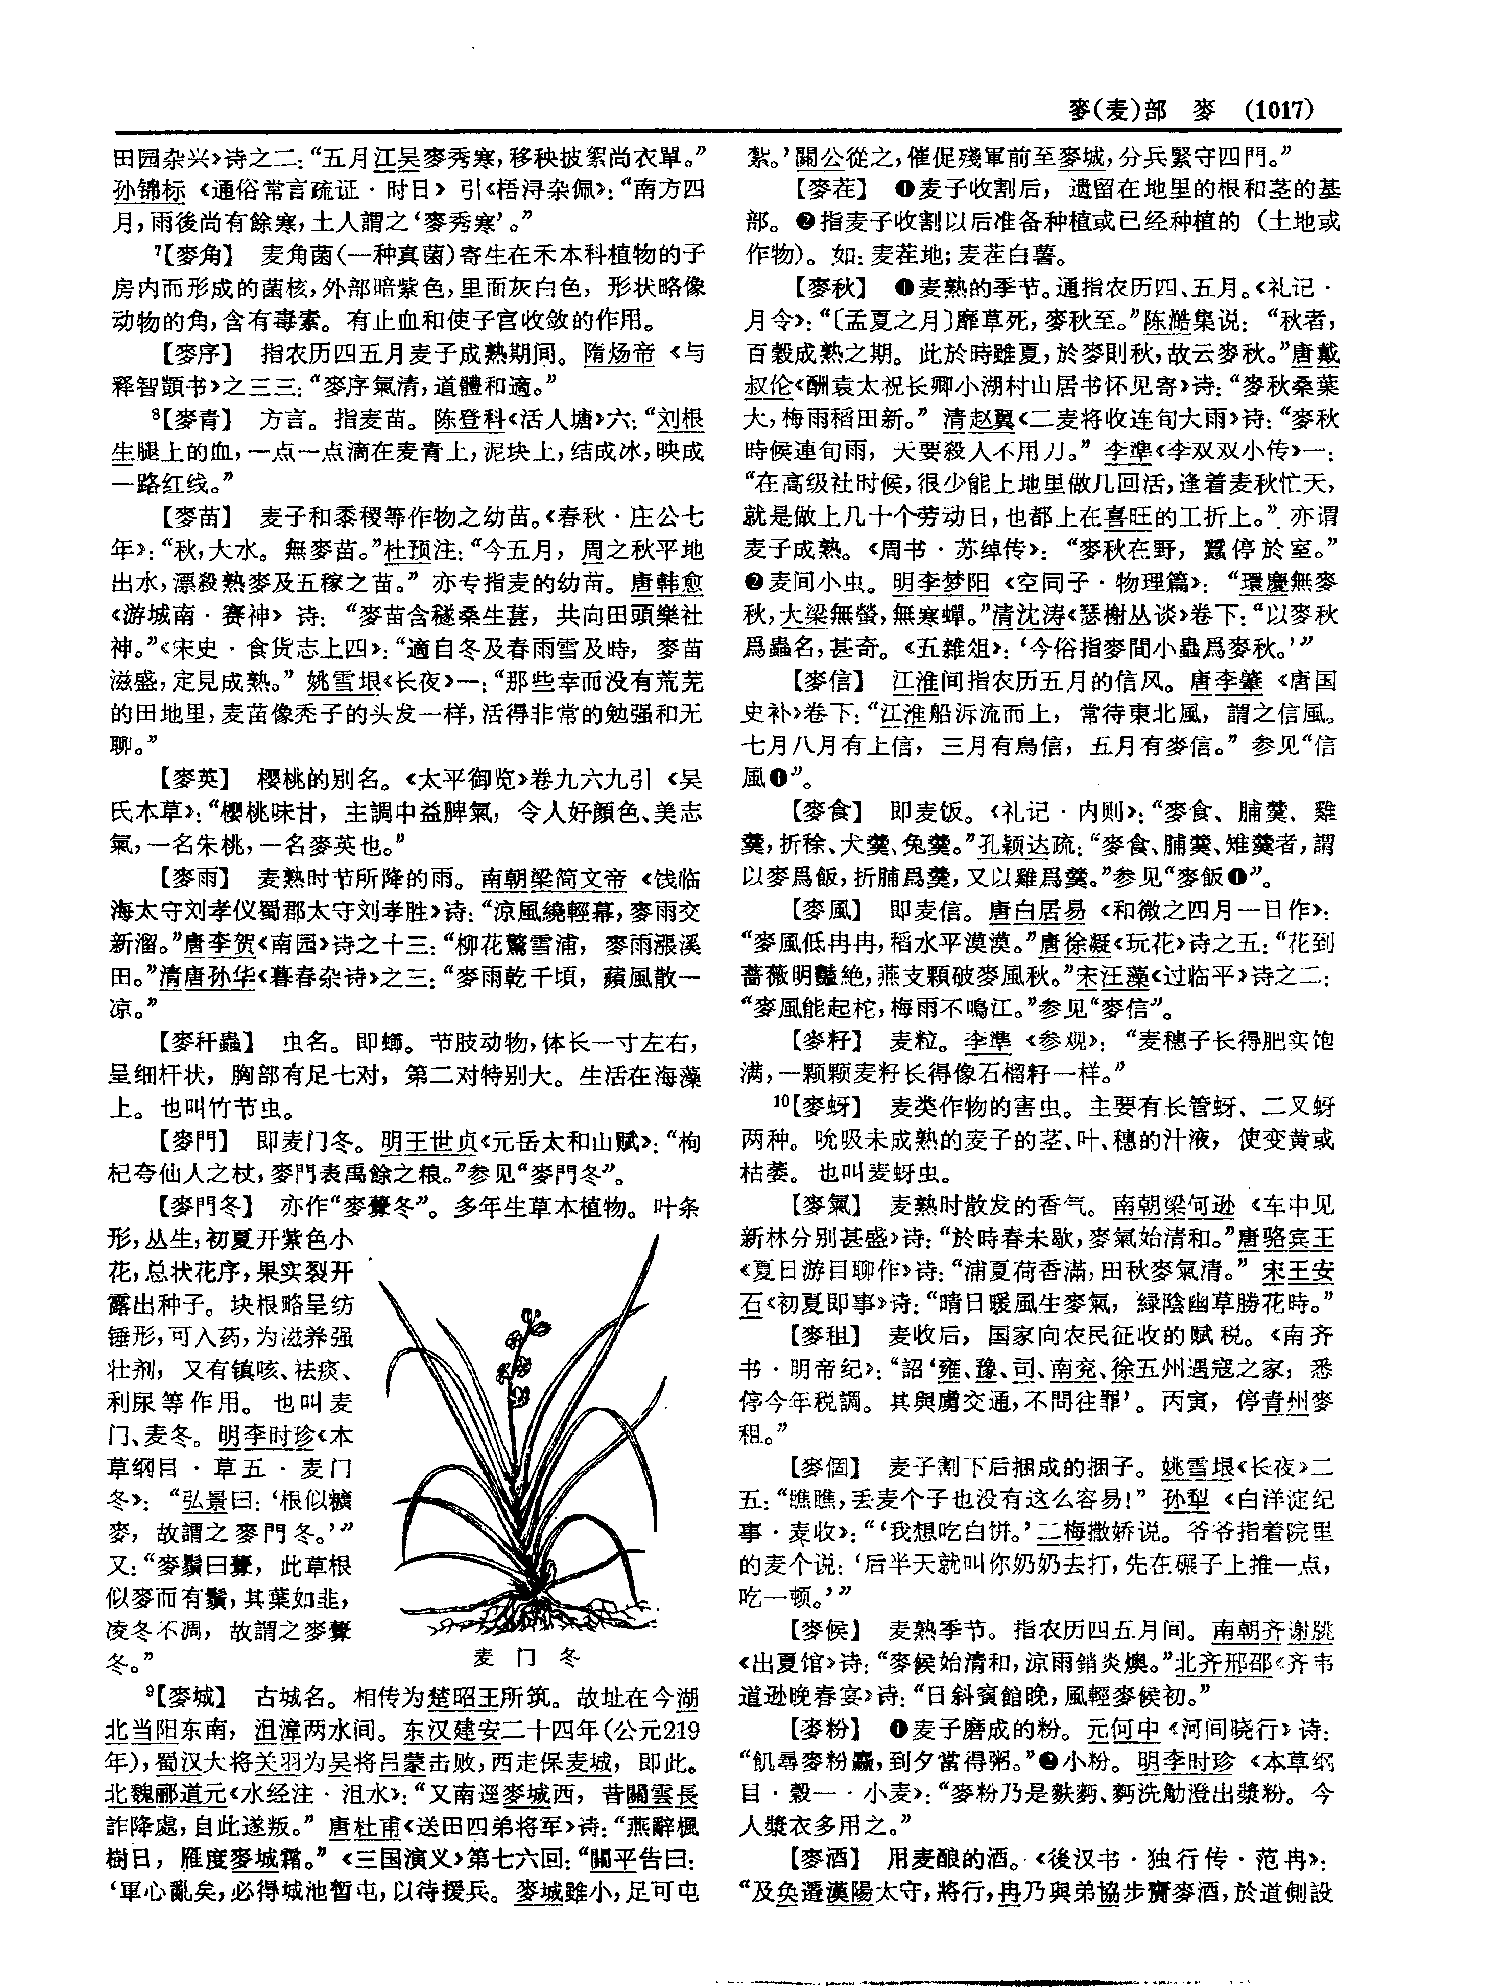 麥(麦)部　麥　(1017)
田园杂兴》诗之二：“五月江吴麥秀寒，移秧披絮尚衣單。”
孙锦标《通俗常言疏证·时日》引《梧浔杂佩》：“南方四
月，雨後尚有餘寒，土人謂之‘麥秀寒’。”
7【麥角】　麦角菌(一种真菌)寄生在禾本科植物的子
房内而形成的菌核，外部暗紫色，里面灰白色，形状略像
动物的角，含有毒素。有止血和使子宫收敛的作用。
【麥序】　指农历四五月麦子成熟期间。隋炀帝《与
释智顗书》之三三：“麥序氣清，道體和適。”
8【麥青】　方言。指麦苗。陈登科《活人塘》六：“刘根
生腿上的血，一点一点滴在麦青上，泥块上，结成冰，映成
一路红线。”
【麥苗】　麦子和黍稷等作物之幼苗。《春秋·庄公七
年》：“秋，大水。無麥苗。”杜预注：“今五月，周之秋平地
出水，漂殺熟麥及五稼之苗。”亦专指麦的幼苗。唐韩愈
《游城南·赛神》诗：“麥苗含穟桑生葚，共向田頭樂社
神。”《宋史·食货志上四》：“適自冬及春雨雪及時，麥苗
滋盛，定見成熟。”姚雪垠《长夜》一：“那些幸而没有荒芜
的田地里，麦苗像秃子的头发一样，活得非常的勉强和无
聊。”
【麥英】　樱桃的别名。《太平御览》卷九六九引《吴
氏本草》：“櫻桃味甘，主調中益脾氣，令人好顔色、美志
氣，一名朱桃，一名麥英也。”
【麥雨】　麦熟时节所降的雨。南朝梁简文帝《饯临
海太守刘孝仪蜀郡太守刘孝胜》诗：“涼風繞輕幕，麥雨交
新溜。”唐李贺《南园》诗之十三：“柳花驚雪浦，麥雨漲溪
田。”清唐孙华《暮春杂诗》之三：“麥雨乾千頃，蘋風散一
凉。”
【麥秆蟲】　虫名。即䗪。节肢动物，体长一寸左右，
呈细杆状，胸部有足七对，第二对特别大。生活在海藻
上。也叫竹节虫。
【麥門】　即麦门冬。明王世贞《元岳太和山赋》：“枸
杞夸仙人之杖，麥門表禹餘之粮。”参见“麥門冬”。
【麥門冬】　亦作“麥虋冬”。多年生草本植物。叶条
形，丛生，初夏开紫色小
花，总状花序，果实裂开
露出种子。块根略呈纺
锤形，可入药，为滋养强
壮剂，又有镇咳、祛痰、
利尿等作用。也叫麦
门、麦冬。明李时珍《本
草纲目·草五·麦门
冬》：“弘景曰：‘根似穬
麥，故謂之麥門冬。’”
又：“麥鬚曰虋，此草根
似麥而有鬚，其葉如韭，
凌冬不凋，故謂之麥虋
冬。”
麦门冬
9【麥城】　古城名。相传为楚昭王所筑。故址在今湖
北当阳东南，沮漳两水间。东汉建安二十四年(公元219
年)，蜀汉大将关羽为吴将吕蒙击败，西走保麦城，即此。
北魏郦道元《水经注·沮水》：“又南逕麥城西，昔關雲長
詐降處，自此遂叛。”唐杜甫《送田四弟将军》诗：“燕辭楓
樹日，雁度麥城霜。”《三国演义》第七六回：“關平告曰：
‘軍心亂矣，必得城池暫屯，以待援兵。麥城雖小，足可屯
紮。’關公從之，催促殘軍前至麥城，分兵緊守四門。”
【麥茬】　❶麦子收割后，遗留在地里的根和茎的基
部。❷指麦子收割以后准备种植或已经种植的(土地或
作物)。如：麦茬地；麦茬白薯。
【麥秋】　❶麦熟的季节。通指农历四、五月。《礼记·
月令》：“〔孟夏之月〕靡草死，麥秋至。”陈澔集说：“秋者，
百穀成熟之期。此於時雖夏，於麥則秋，故云麥秋。”唐戴
叔伦《酬袁太祝长卿小湖村山居书怀见寄》诗：“麥秋桑葉
大，梅雨稻田新。”清赵翼《二麦将收连旬大雨》诗：“麥秋
時候連旬雨，天要殺人不用刀。”李準《李双双小传》一：
“在高级社时候，很少能上地里做几回活，逢着麦秋忙天，
就是做上几十个劳动日，也都上在喜旺的工折上。”亦谓
麦子成熟。《周书·苏绰传》：“麥秋在野，蠶停於室。”
❷麦间小虫。明李梦阳《空同子·物理篇》：“環慶無麥
秋，大梁無螢，無寒蟬。”清沈涛《瑟榭丛谈》卷下：“以麥秋
爲蟲名，甚奇。《五雜俎》：‘今俗指麥間小蟲爲麥秋。’”
【麥信】　江淮间指农历五月的信风。唐李肇《唐国
史补》卷下：“江淮船泝流而上，常待東北風，謂之信風。
七月八月有上信，三月有鳥信，五月有麥信。”参见“信
風❶”。
【麥食】　即麦饭。《礼记·内则》：“麥食、脯羹、雞
羹，折稌、犬羹、兔羹。”孔颖达疏：“麥食、脯羹、雉羹者，謂
以麥爲飯，折脯爲羹，又以雞爲羹。”参见“麥飯❶”。
【麥風】　即麦信。唐白居易《和微之四月一日作》：
“麥風低冉冉，稻水平漠漠。”唐徐凝《玩花》诗之五：“花到
薔薇明豔絶，燕支顆破麥風秋。”宋汪藻《过临平》诗之二：
“麥風能起柁，梅雨不鳴江。”参见“麥信”。
【麥籽】　麦粒。李準《参观》：“麦穗子长得肥实饱
满，一颗颗麦籽长得像石榴籽一样。”
10【麥蚜】　麦类作物的害虫。主要有长管蚜、二叉蚜
两种。吮吸未成熟的麦子的茎、叶、穗的汁液，使变黄或
枯萎。也叫麦蚜虫。
【麥氣】　麦熟时散发的香气。南朝梁何逊《车中见
新林分别甚盛》诗：“於時春未歇，麥氣始清和。”唐骆宾王
《夏日游目聊作》诗：“浦夏荷香滿，田秋麥氣清。”宋王安
石《初夏即事》诗：“晴日暖風生麥氣，緑陰幽草勝花時。”
【麥租】　麦收后，国家向农民征收的赋税。《南齐
书·明帝纪》：“詔‘雍、豫、司、南兗、徐五州遇寇之家，悉
停今年税調。其與虜交通，不問往罪’。丙寅，停青州麥
租。”
【麥個】　麦子割下后捆成的捆子。姚雪垠《长夜》二
五：“瞧瞧，丢麦个子也没有这么容易！”孙犁《白洋淀纪
事·麦收》：“‘我想吃白饼。’二梅撒娇说。爷爷指着院里
的麦个说：‘后半天就叫你奶奶去打，先在碾子上推一点，
吃一顿。’”
【麥候】　麦熟季节。指农历四五月间。南朝齐谢朓
《出夏馆》诗：“麥候始清和，涼雨銷炎燠。”北齐邢邵《齐韦
道逊晚春宴》诗：“日斜賓館晚，風輕麥候初。”
【麥粉】　❶麦子磨成的粉。元何中《河间晓行》诗：
“飢尋麥粉羸，到夕當得粥。”❷小粉。明李时珍《本草纲
目·穀一·小麦》：“麥粉乃是麩麪、麪洗觔澄出漿粉。今
人漿衣多用之。”
【麥酒】　用麦酿的酒。《後汉书·独行传·范冉》：
“及奂遷漢陽太守，將行，冉乃與弟協步齎麥酒，於道側設